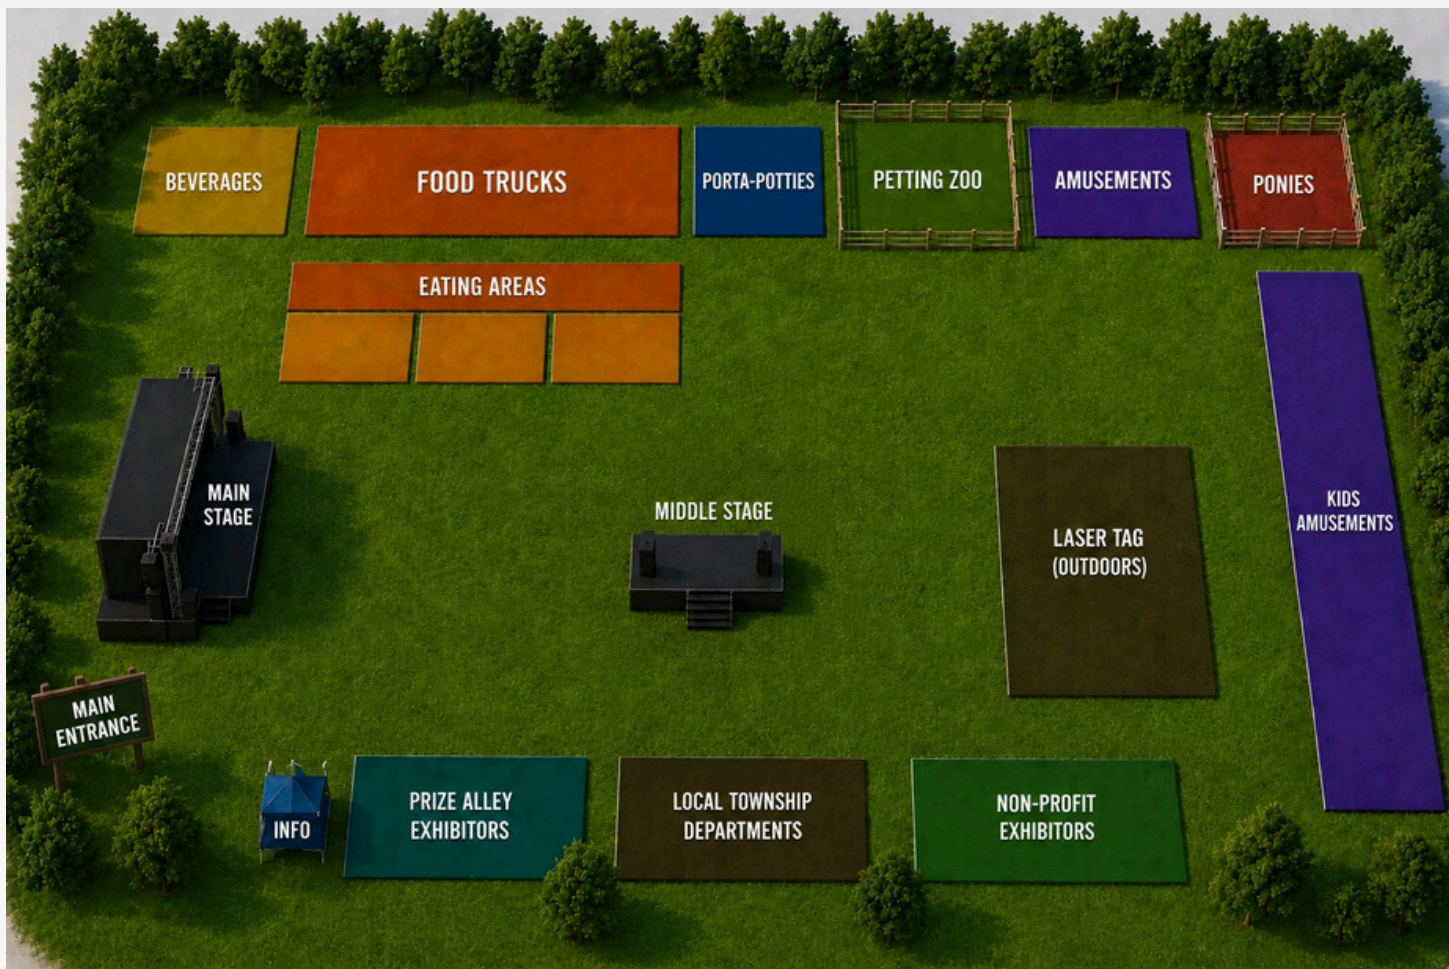 BEVERAGES
FOOD TRUCKS
PORTA-POTTIES
PETTING ZOO
AMUSEMENTS
PONIES
EATING AREAS
MAIN
STAGE
MIDDLE STAGE
LASER TAG
(OUTDOORS)
KIDS
AMUSEMENTS
MAIN
ENTRANCE
INFO
PRIZE ALLEY
EXHIBITORS
LOCAL TOWNSHIP
DEPARTMENTS
NON-PROFIT
EXHIBITORS